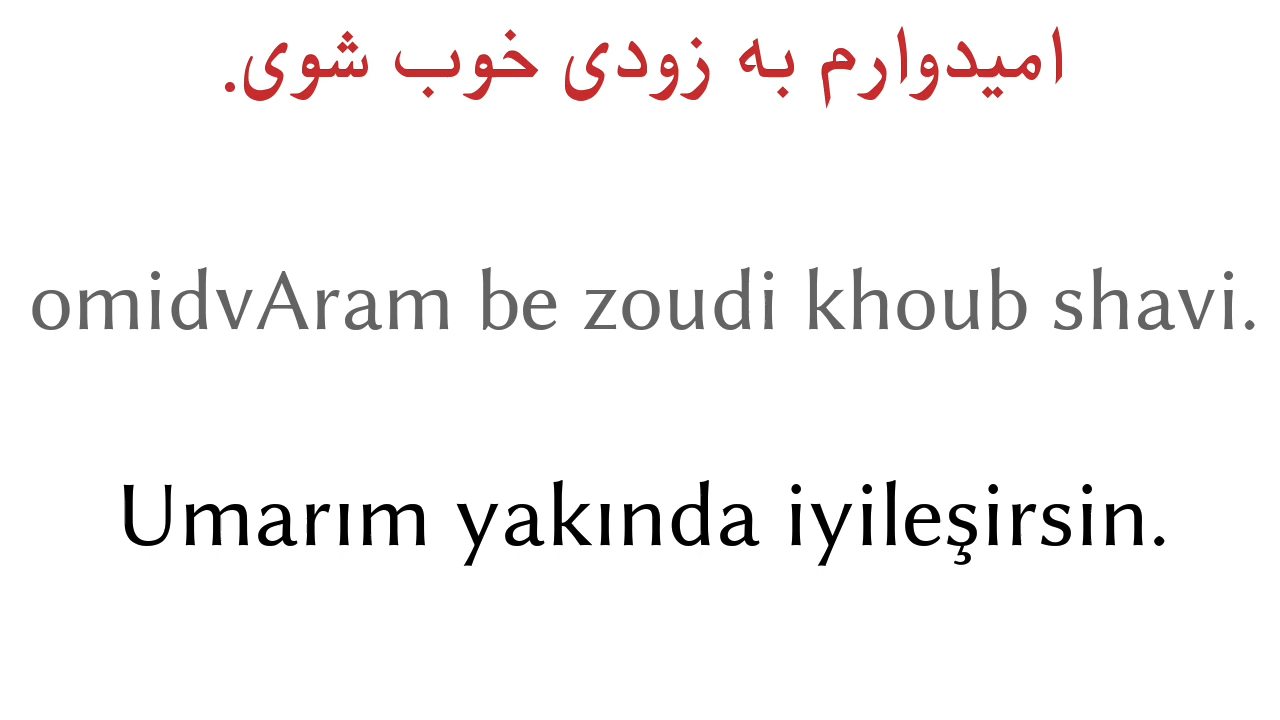 امیدوارم به زودی خوب شوی.
omidvAram be zoudi khoub shavi.
Umarım yakında iyileşirsin.